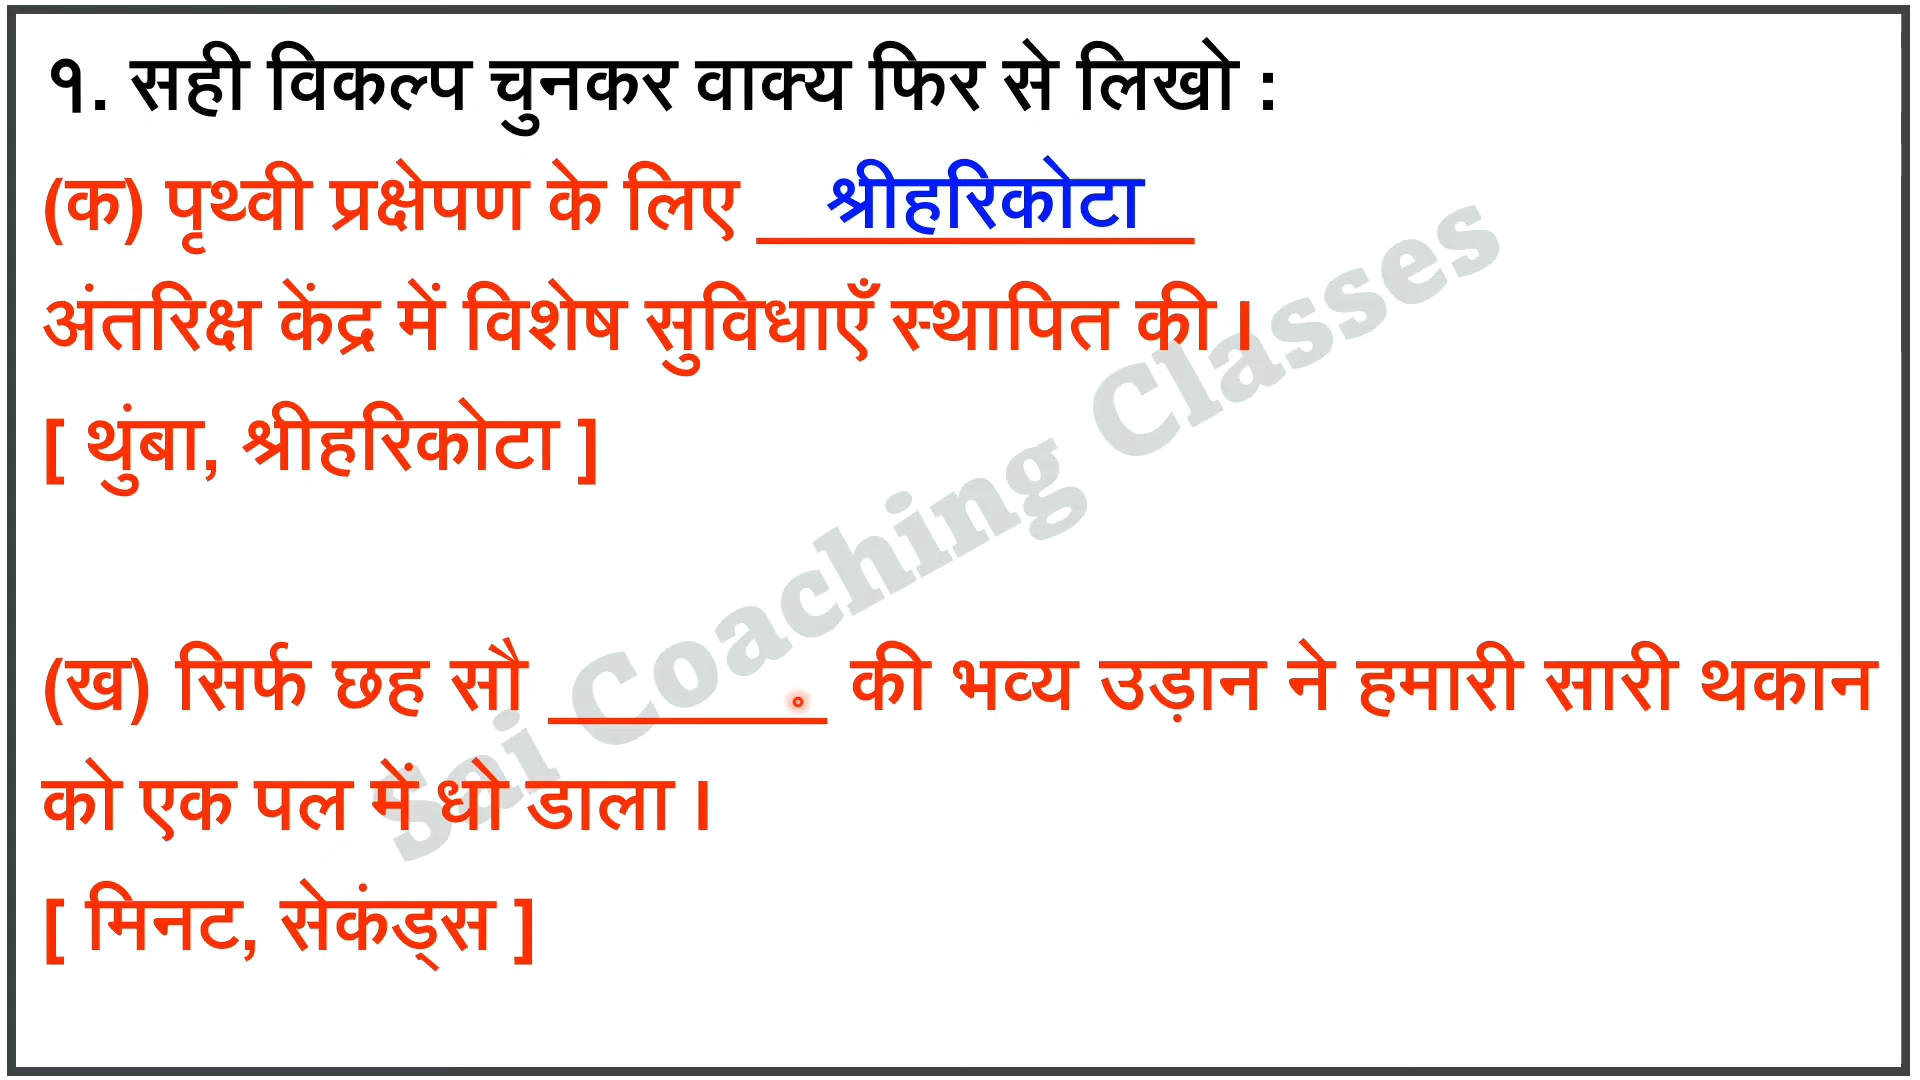 १. सही विकल्प चुनकर वाक्य फिर से लिखो :
(क) पृथ्वी प्रक्षेपण के लिए श्रीहरिकोटा
अंतरिक्ष केंद्र में विशेष सुविधाएँ स्थापित की ।
[ थुंबा, श्रीहरिकोटा ]
(ख) सिर्फ छह सौ ________ की भव्य उड़ान ने हमारी सारी थकान
को एक पल में धो डाला ।
[ मिनट, सेकंड्स ]
Sai Coaching Classes